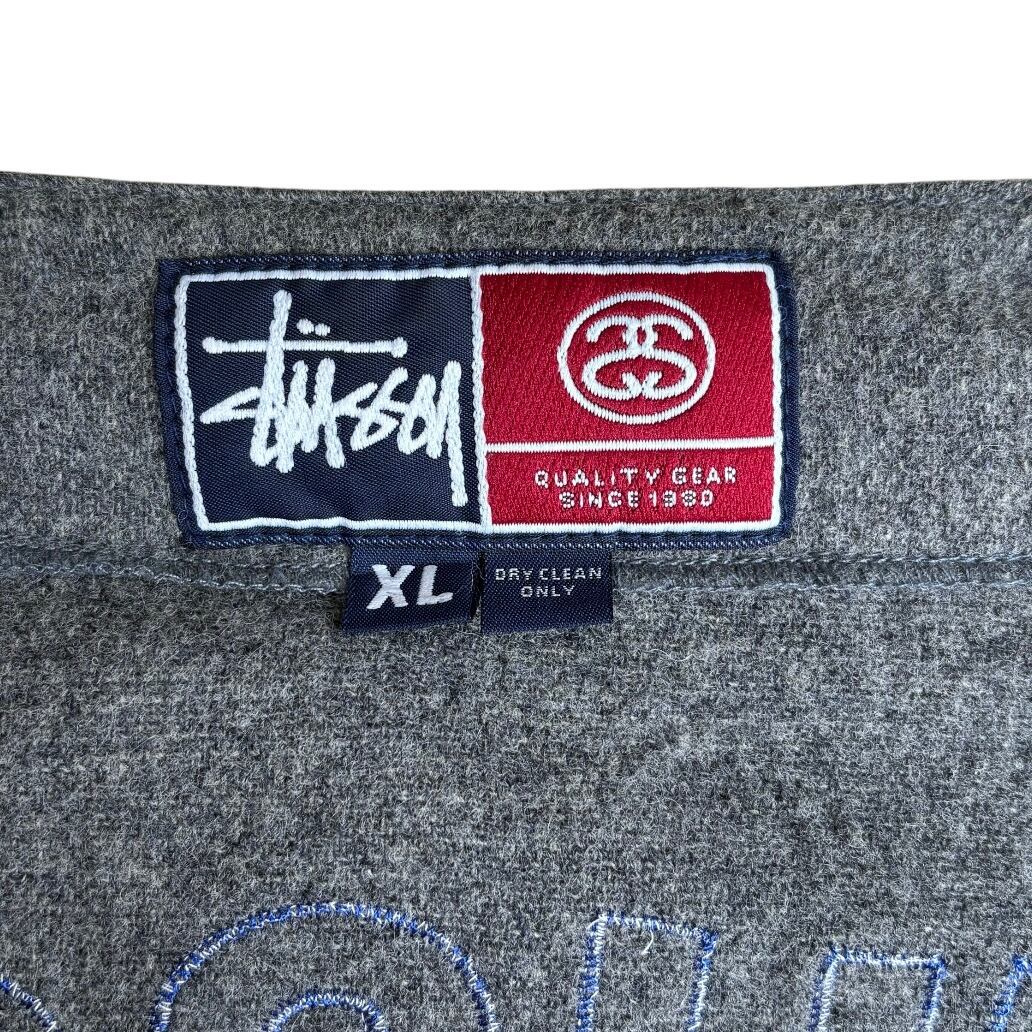 Stüssy
QUALITY GEAR
SINCE 1980
XL
DRY CLEAN
ONLY